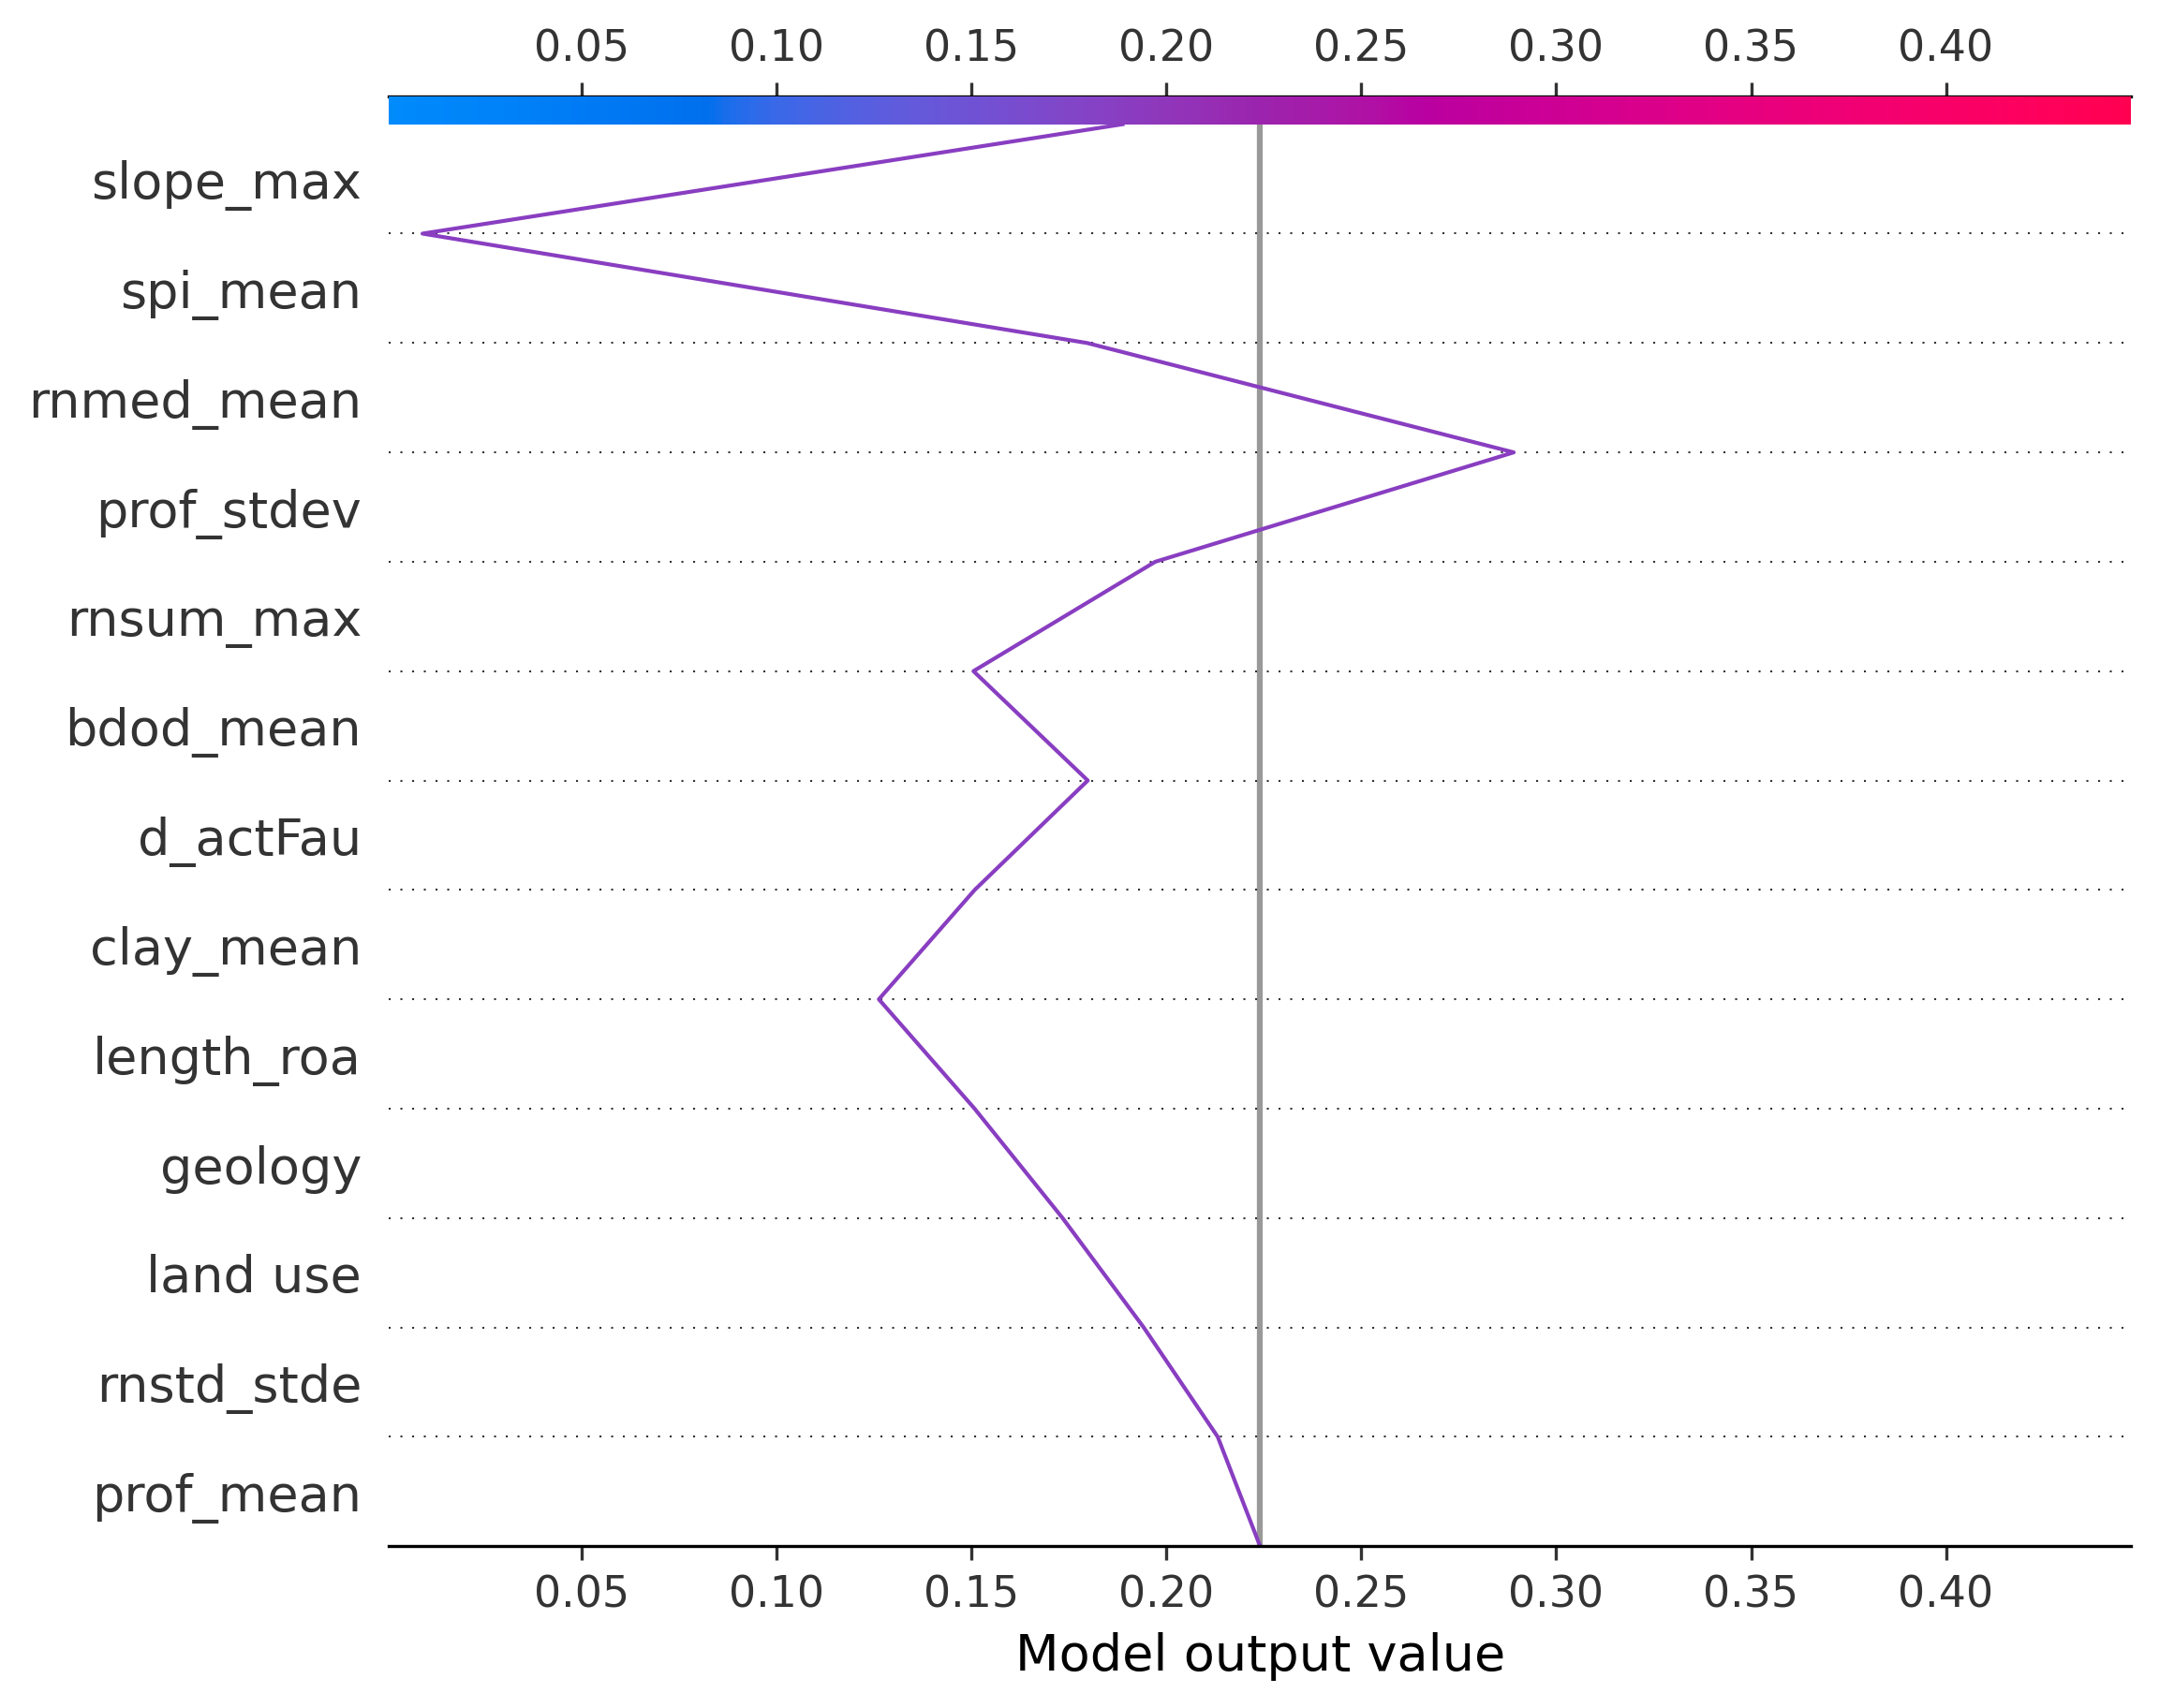 0.05 0.10 0.15 0.20 0.25 0.30 0.35 0.40
slope_max
spi_mean
rnmed_mean
prof_stdev
rnsum_max
bdod_mean
d_actFau
clay_mean
length_roa
geology
land use
rnstd_stde
prof_mean
0.05 0.10 0.15 0.20 0.25 0.30 0.35 0.40
Model output value